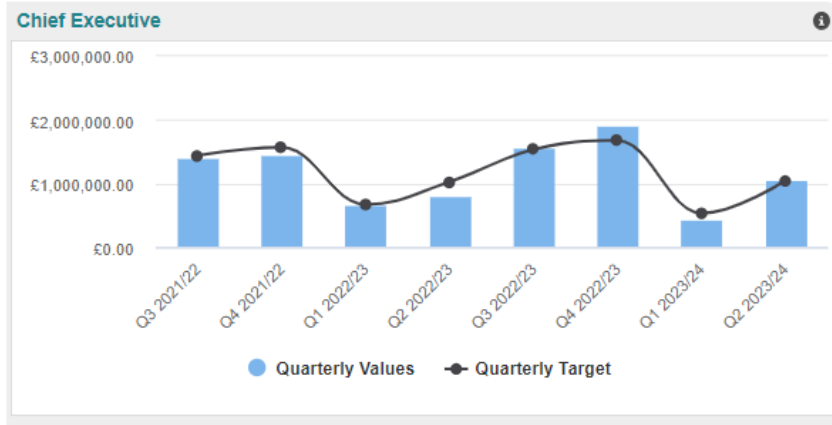 Chief Executive
£3,000,000.00
£2,000,000.00
£1,000,000.00
£0.00
Q3 2021/22
Q4 2021/22
Q1 2022/23
Q2 2022/23
Q3 2022/23
Q4 2022/23
Q1 2023/24
Q2 2023/24
Quarterly Values
Quarterly Target